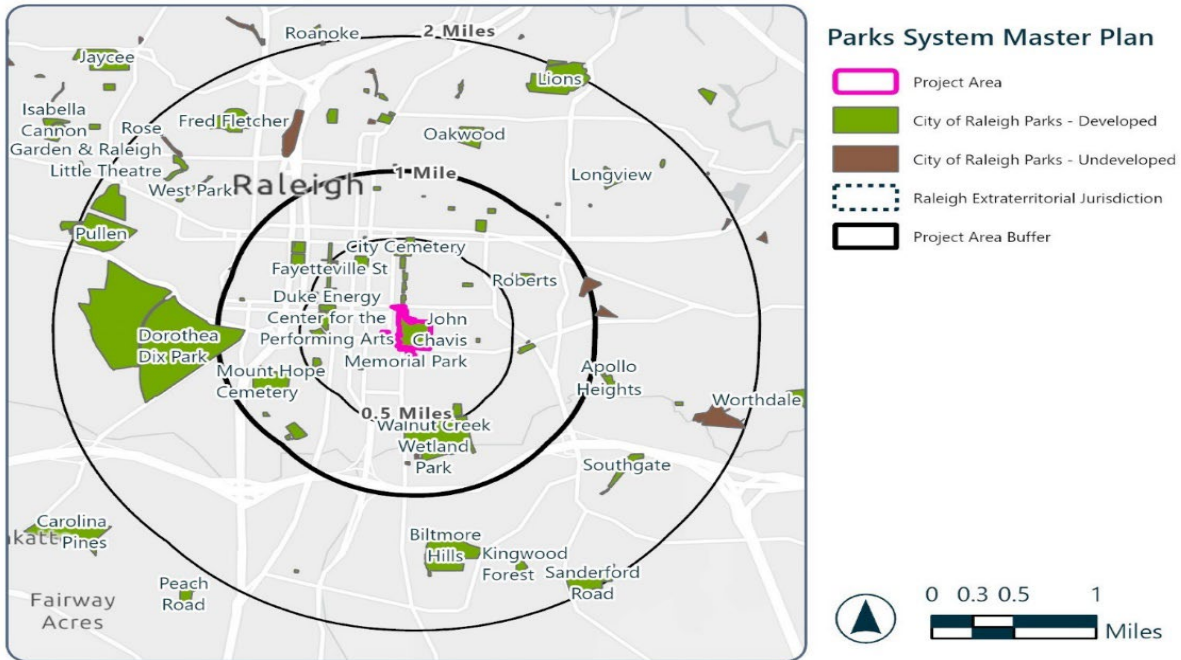 Roanoke
2 Miles
Jaycee
Lions
Isabella
Cannon
Rose
Garden & Raleigh
Little Theatre
Fred Fletcher
Oakwood
West Park
Raleigh
1 Mile
Longview
Pullen
City Cemetery
Fayetteville St
Roberts
Duke Energy
Center for the
Performing Arts
John
Chavis
Memorial Park
Dorothea
Dix Park
Mount Hope
Cemetery
Apollo
Heights
Worthdale
0.5 Miles
Walnut Creek
Wetland
Park
Southgate
Carolina
Pines
katt
Biltmore
Hills
Kingwood
Forest
Sanderford
Road
Peach
Road
Fairway
Acres
Parks System Master Plan
Project Area
City of Raleigh Parks - Developed
City of Raleigh Parks - Undeveloped
Raleigh Extraterritorial Jurisdiction
Project Area Buffer
0 0.3 0.5 1
Miles